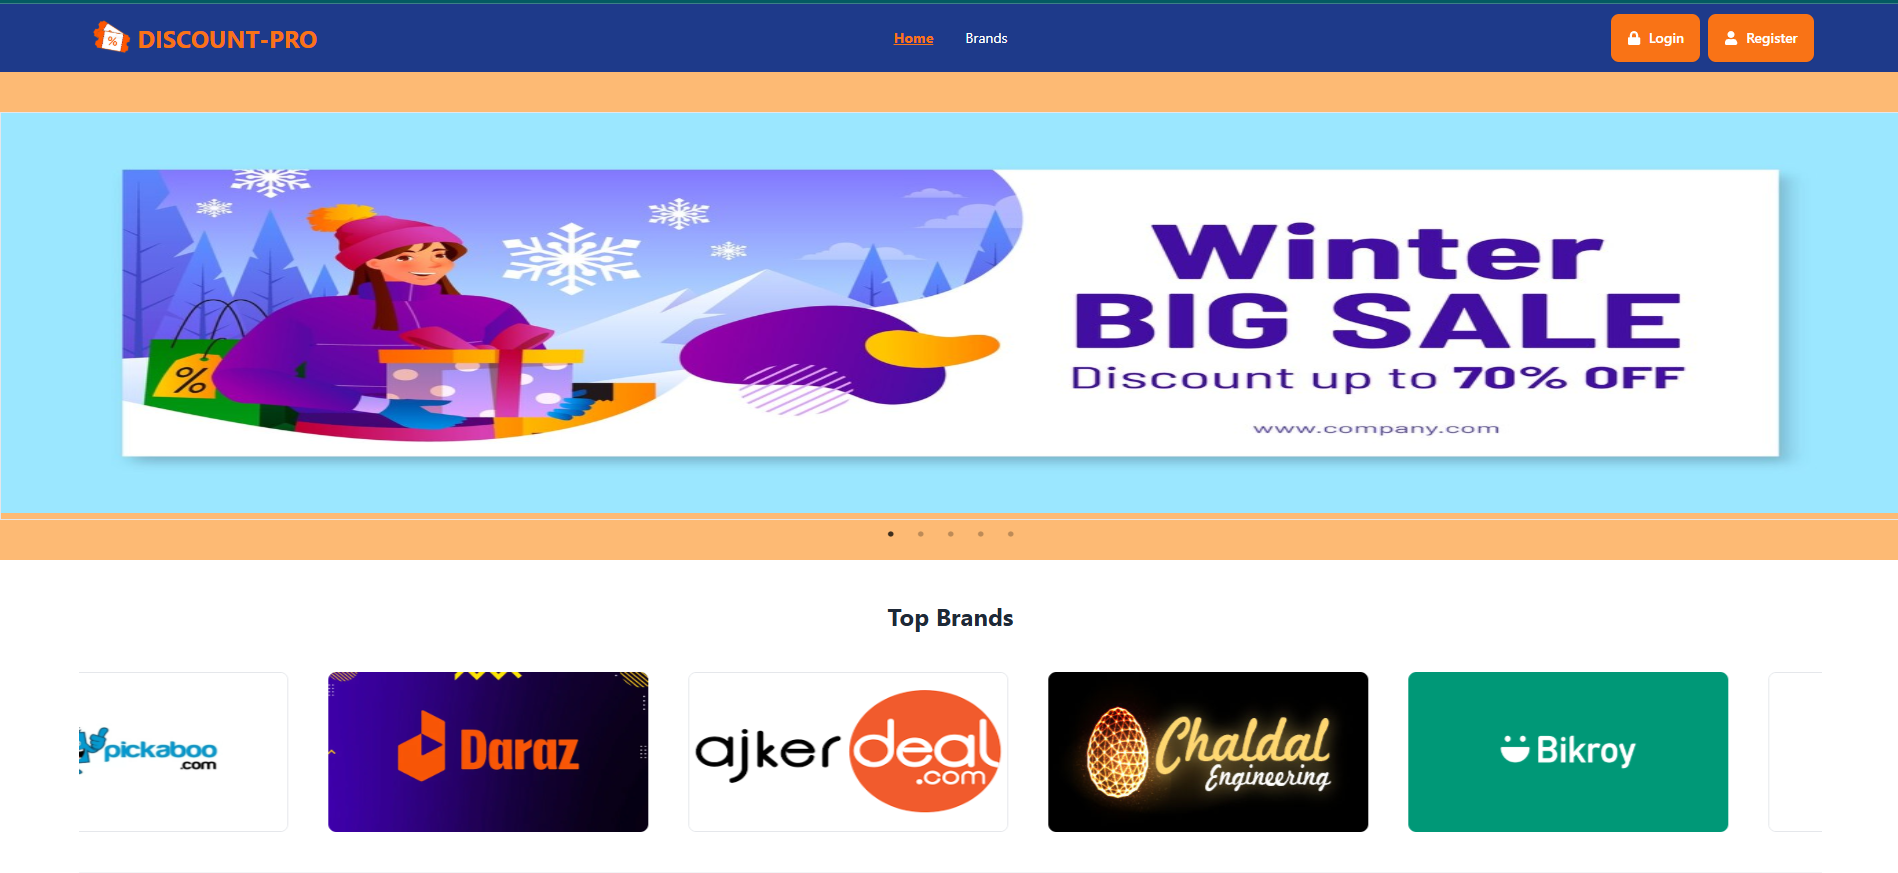 DISCOUNT-PRO
Home
Brands
Login
Register
Winter
BIG SALE
Discount up to 70% OFF
www.company.com
%
Top Brands
pickaboo
.com
Daraz
ajkerdeal
.com
Chaldal
Engineering
Bikroy